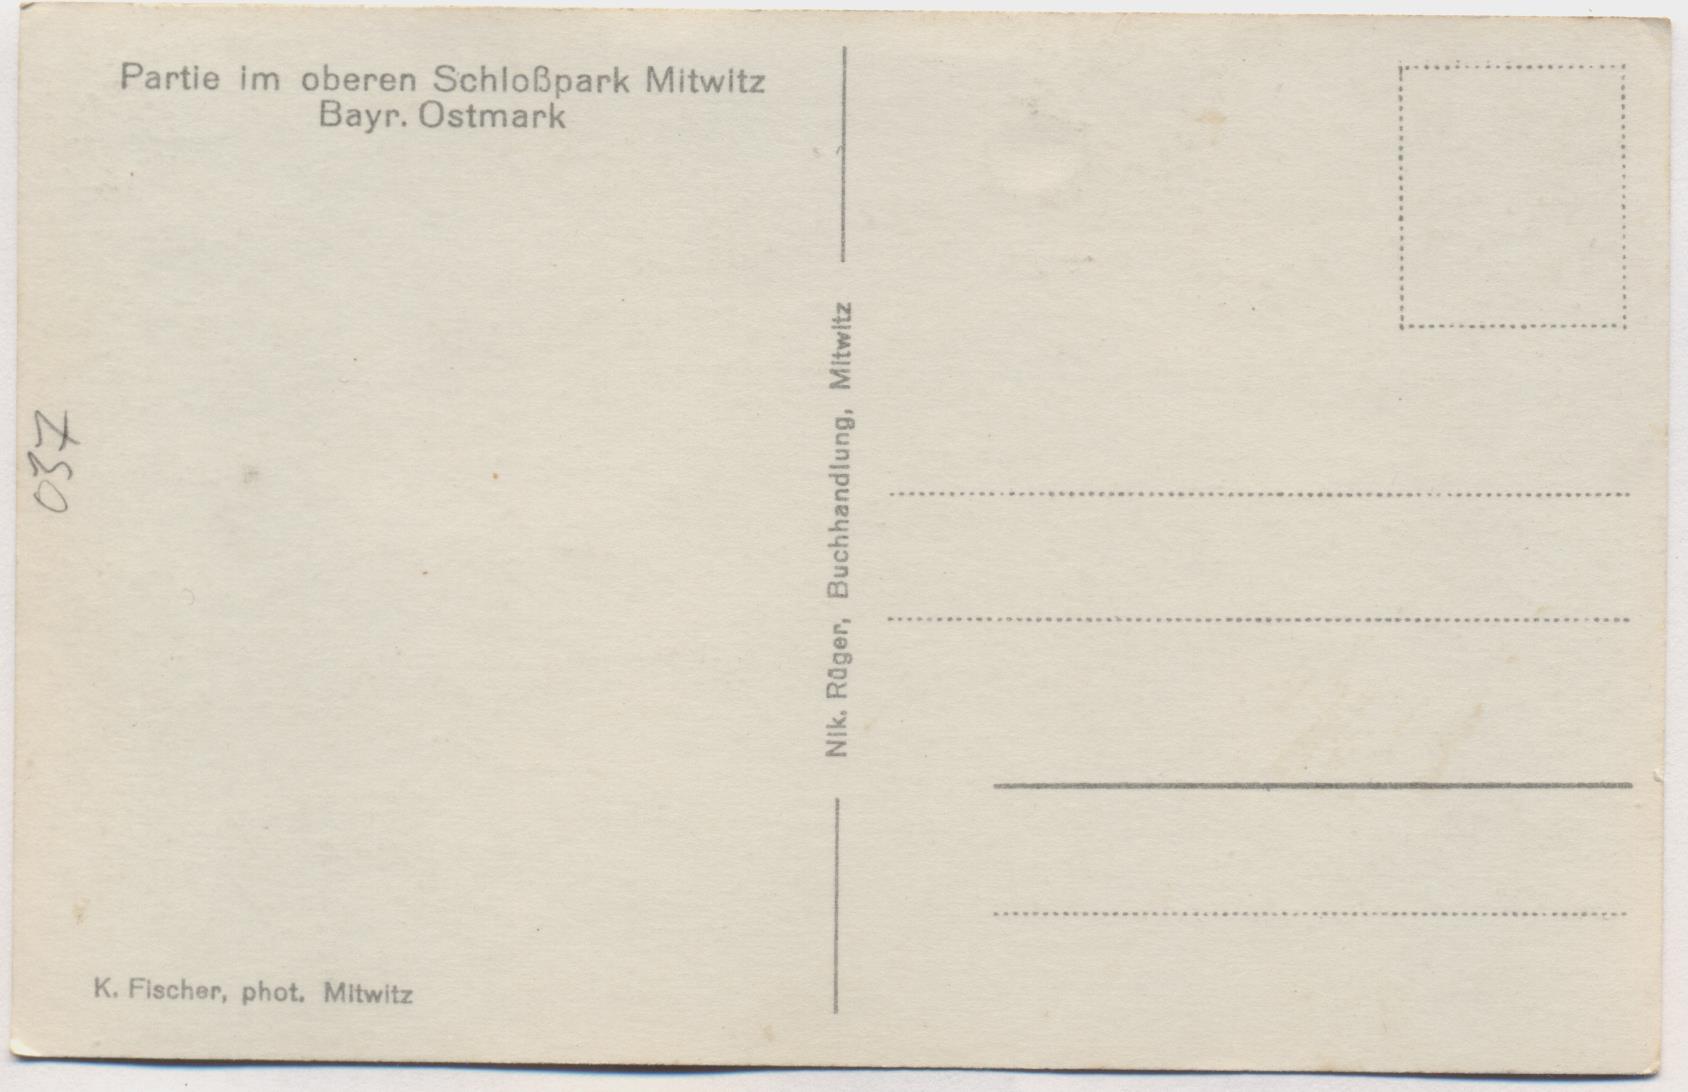 Partie im oberen Schloßpark Mitwitz
Bayr. Ostmark
037
Nik. Rüger, Buchhandlung, Mitwitz
K. Fischer, phot. Mitwitz